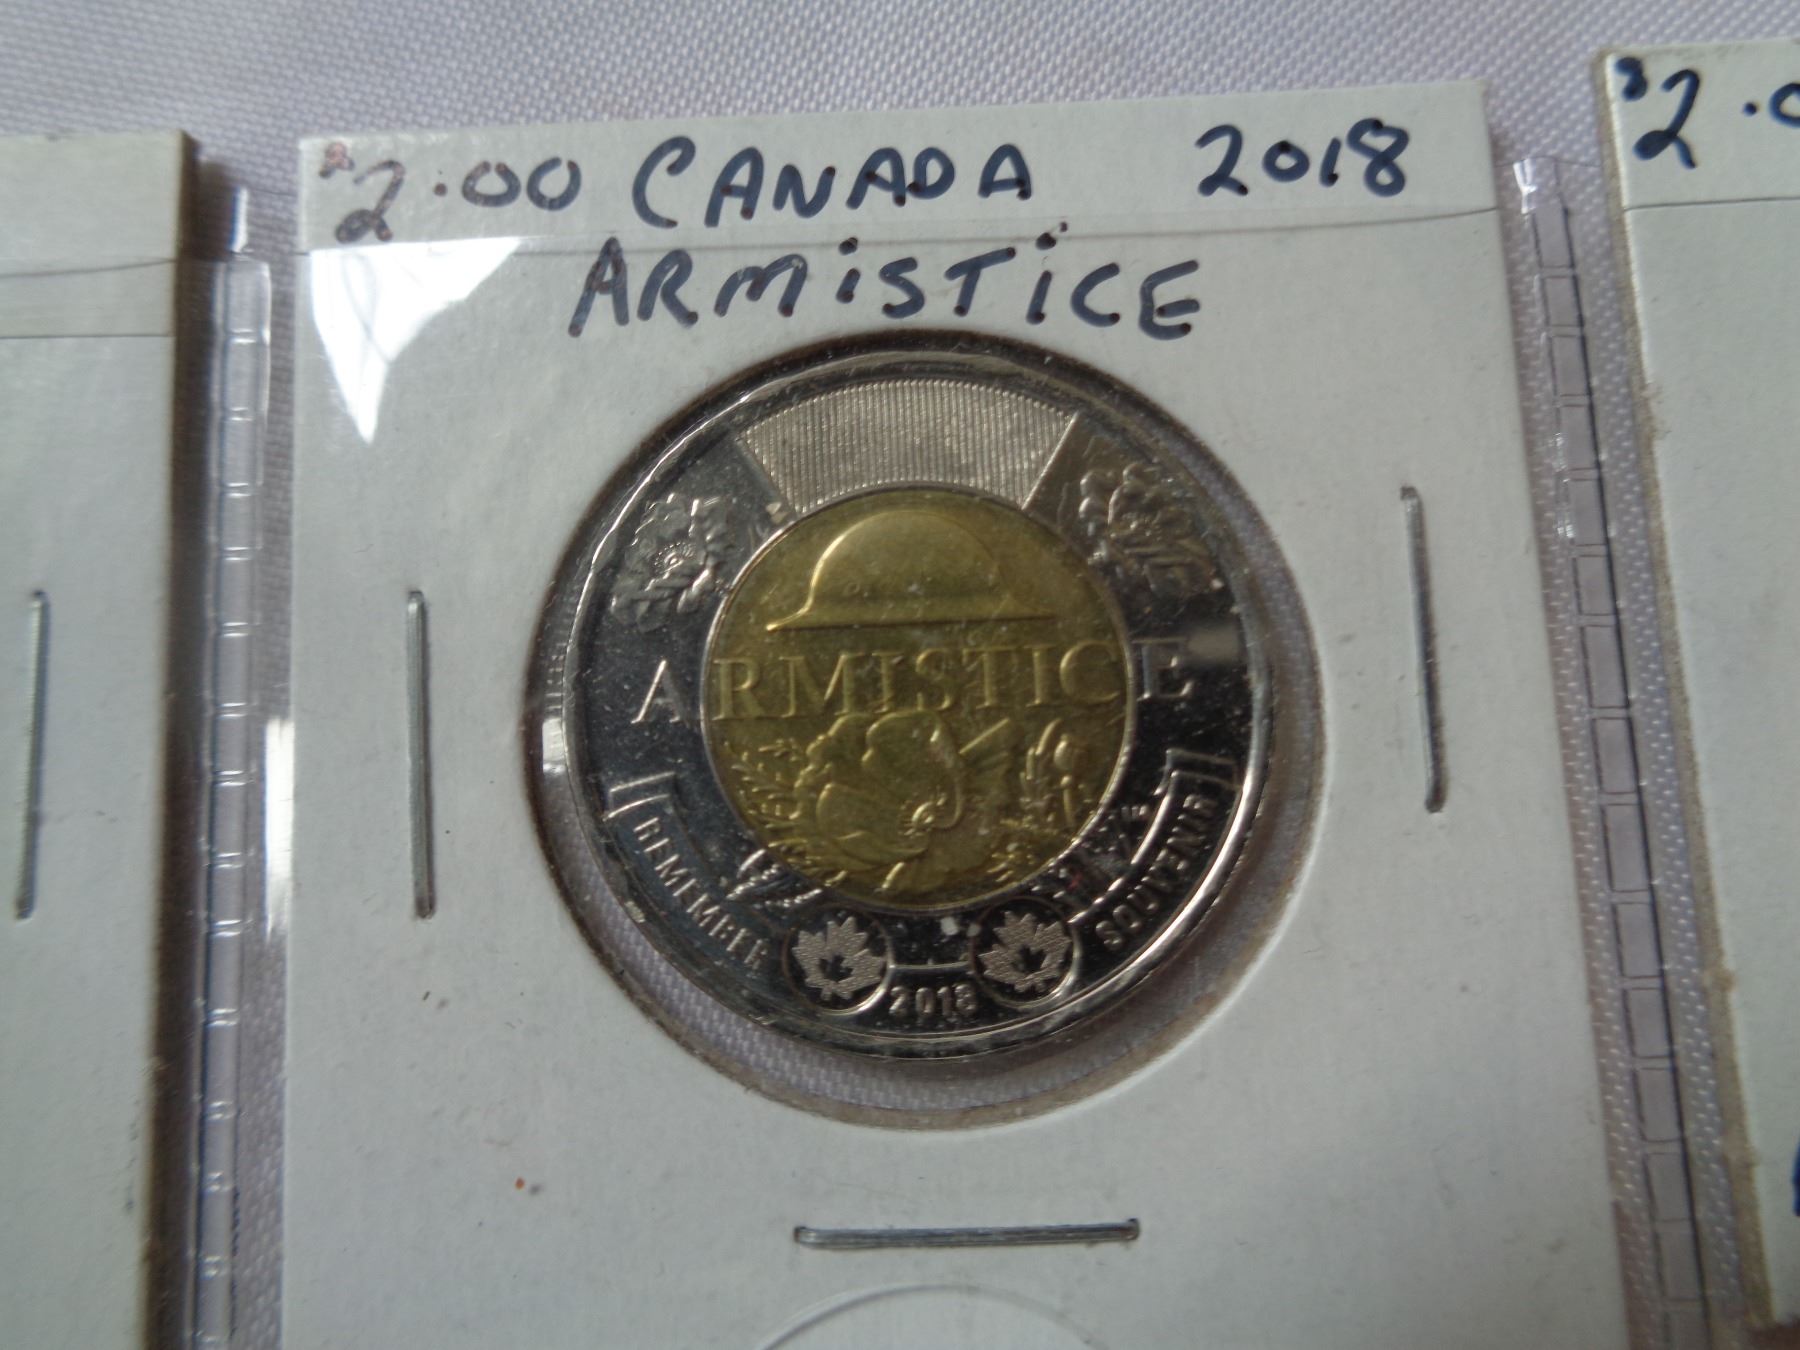 $2.00 CANADA 2018
ARMiSTiCE
ARMISTICE
REMEMBER
SOUVENIR
2018
$2.0